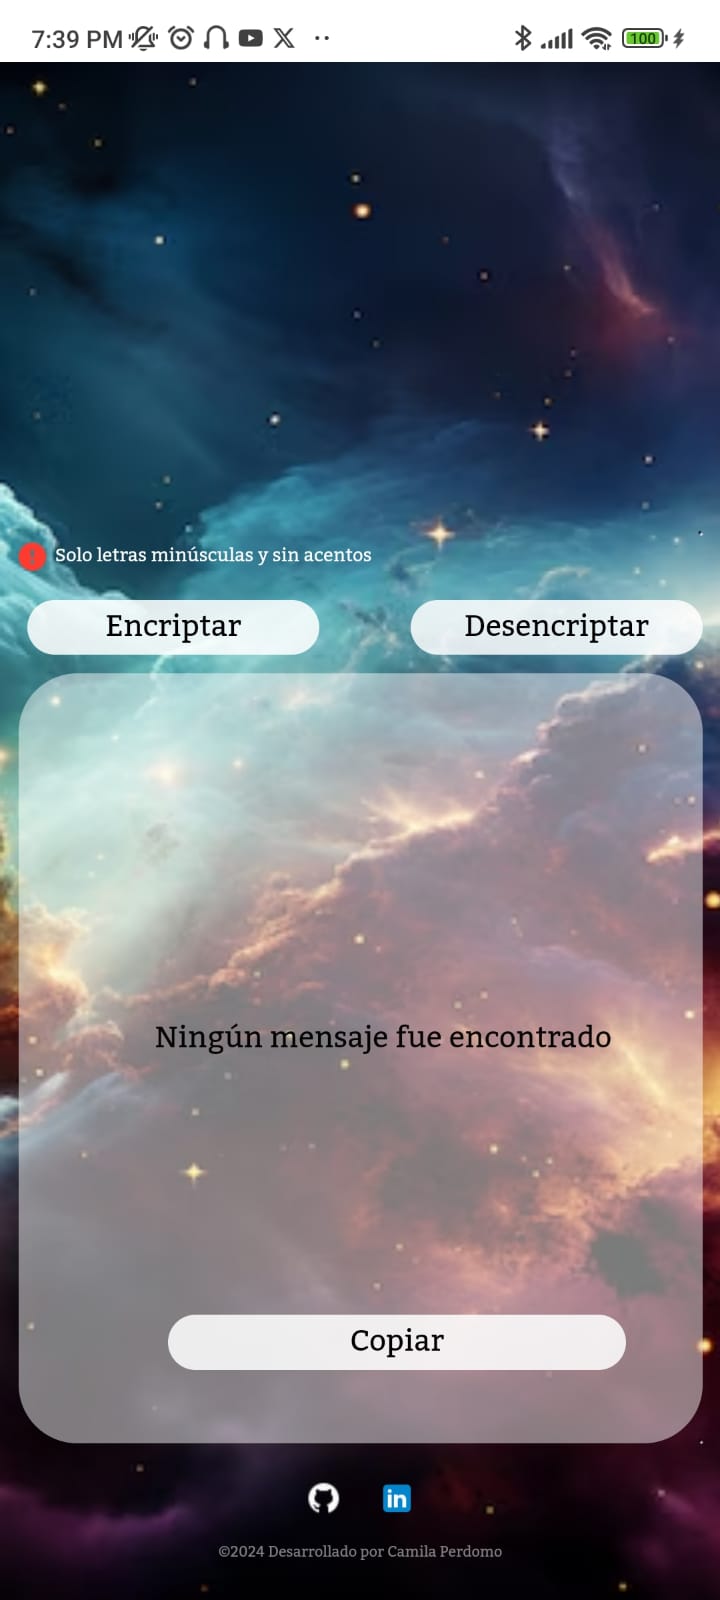 7:39 PM
100
Solo letras minúsculas y sin acentos
Encriptar
Desencriptar
Ningún mensaje fue encontrado
Copiar
in
©2024 Desarrollado por Camila Perdomo